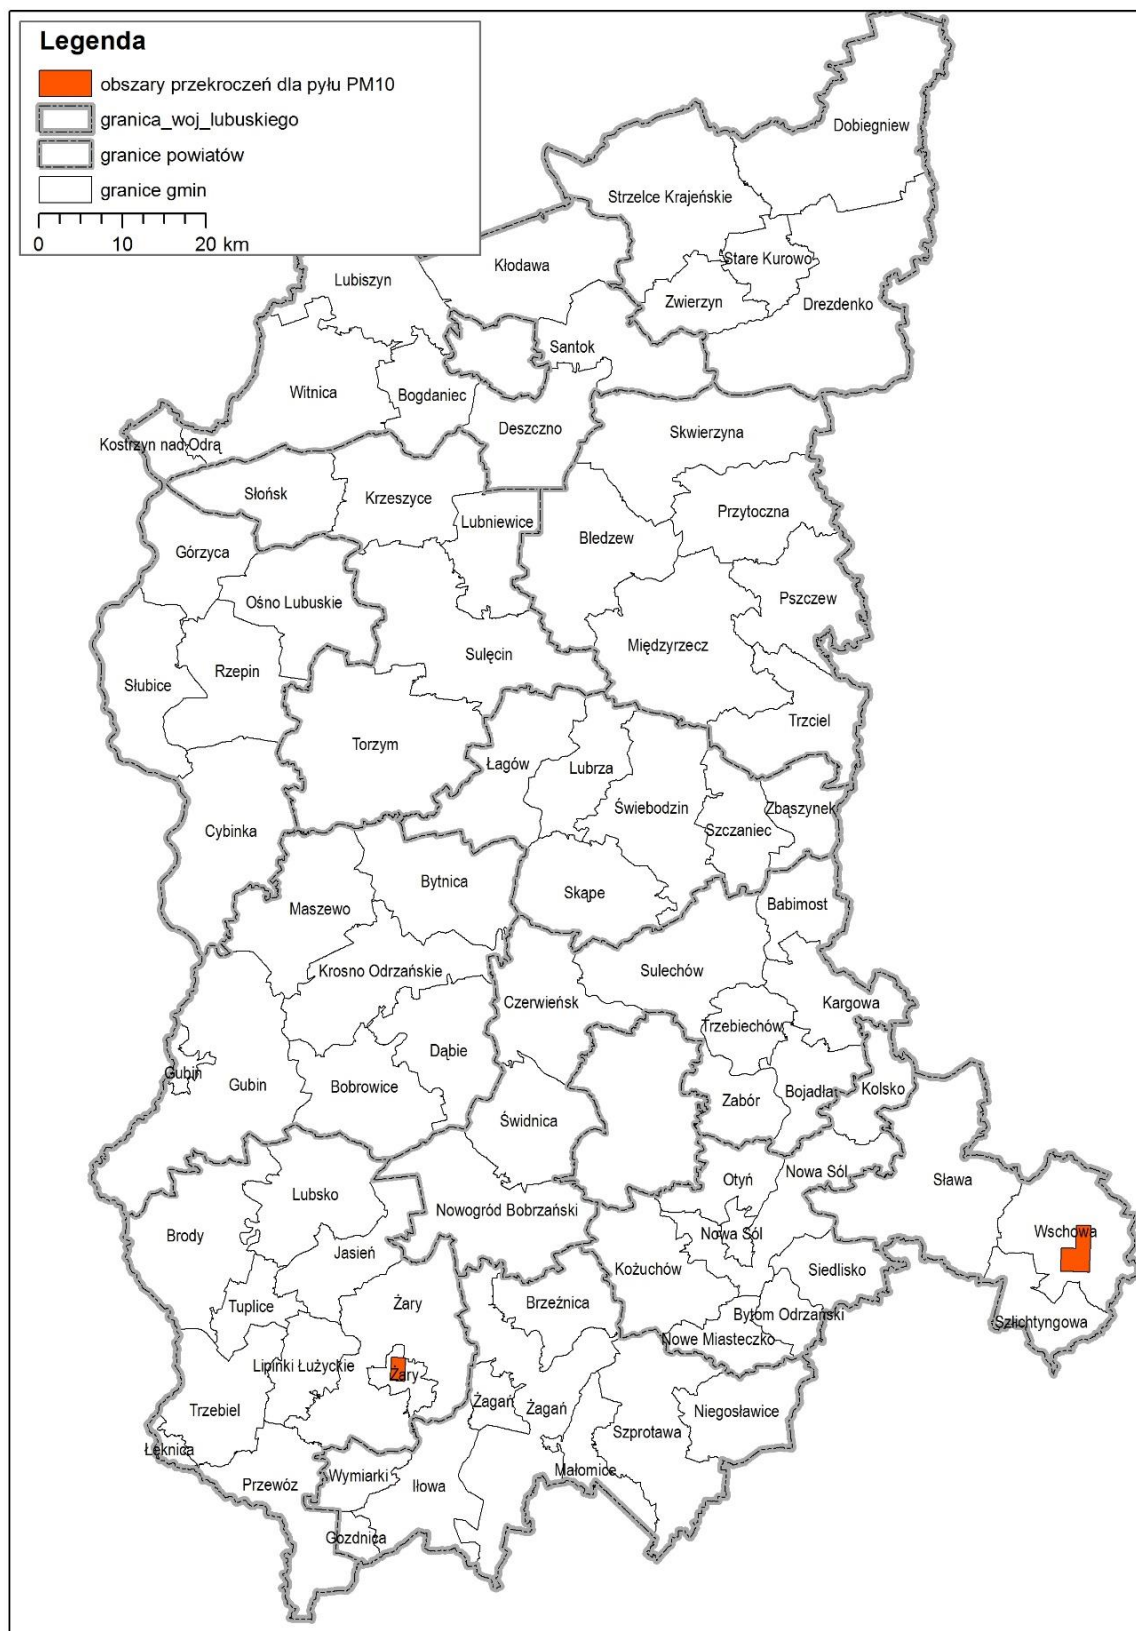 Legenda
obszary przekroczeń dla pyłu PM10
granica_woj_lubuskiego
granice powiatów
granice gmin
0 10 20 km
Dobiegniew
Strzelce Krajeńskie
Stare Kurowo
Kłodawa
Lubiszyn
Zwierzyn
Drezdenko
Santok
Witnica
Bogdaniec
Deszczno
Skwierzyna
Kostrzyn nad Odrą
Słońsk
Krzeszyce
Lubniewice
Przytoczna
Bledzew
Górzyca
Ośno Lubuskie
Pszczew
Międzyrzecz
Sulęcin
Rzepin
Słubice
Trzciel
Torzym
Łagów
Lubrza
Świebodzin
Zbąszynek
Szczaniec
Cybinka
Bytnica
Skąpe
Maszewo
Babimost
Krosno Odrzańskie
Sulechów
Czerwieńsk
Kargowa
Trzebiechów
Dąbie
Gubin
Gubin
Bobrowice
Zabór
Bojadła
Kolsko
Świdnica
Otyń
Nowa Sól
Sława
Lubsko
Nowogród Bobrzański
Brody
Nowa Sól
Wschowa
Jasień
Kożuchów
Siedlisko
Tuplice
Żary
Brzeźnica
Bytom Odrzański
Szlichtyngowa
Nowe Miasteczko
Lipinki Łużyckie
Żary
Trzebiel
Żagań
Żagań
Niegosławice
Szprotawa
Łęknica
Przewóz
Wymiarki
Iłowa
Małomice
Gozdnica